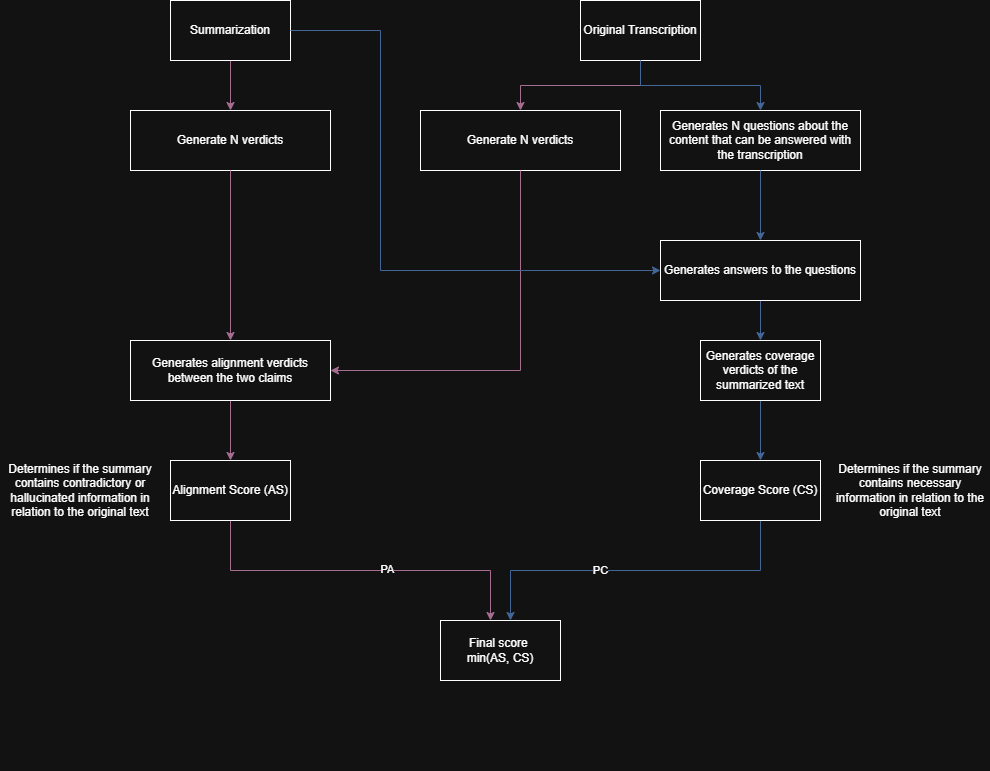 Summarization
Original Transcription
Generate N verdicts
Generate N verdicts
Generates N questions about the
content that can be answered with
the transcription
Generates answers to the questions
Generates alignment verdicts
between the two claims
Generates coverage
verdicts of the
summarized text
Determines if the summary
contains contradictory or
hallucinated information in
relation to the original text
Alignment Score (AS)
Coverage Score (CS)
Determines if the summary
contains necessary
information in relation to the
original text
PA
PC
Final score
min(AS, CS)